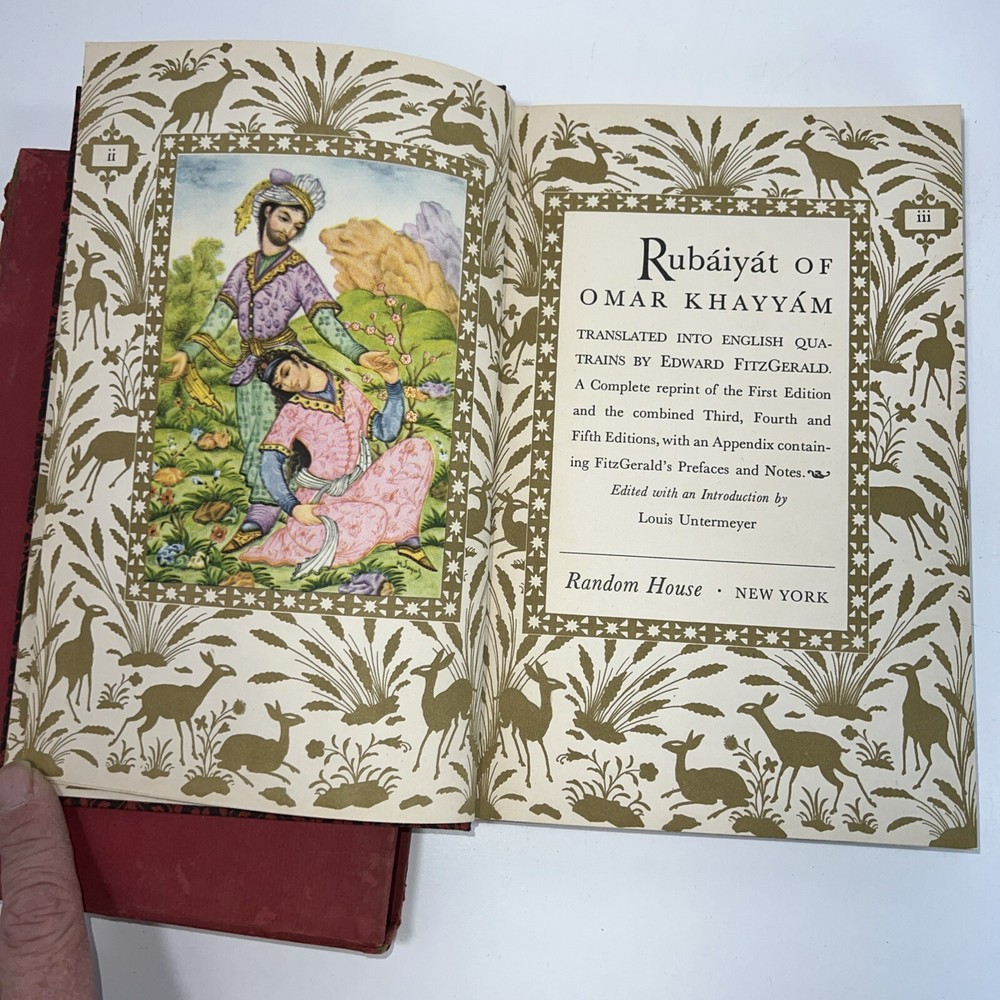 ii
iii
Rubáiyát OF
OMAR KHAYYÁM
TRANSLATED INTO ENGLISH QUA-
TRAINS BY EDWARD FITZGERALD.
A Complete reprint of the First Edition
and the combined Third, Fourth and
Fifth Editions, with an Appendix contain-
ing FitzGerald's Prefaces and Notes.
Edited with an Introduction by
Louis Untermeyer
Random House · NEW YORK